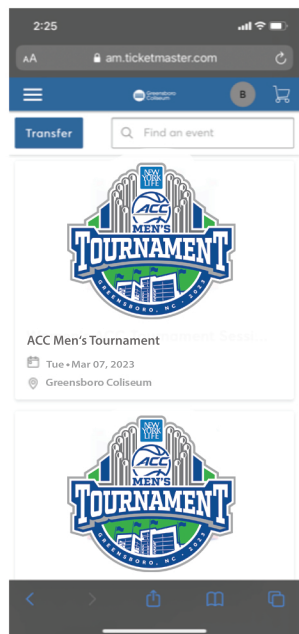 2:25
AA am.ticketmaster.com
Greensboro
Coliseum
B
Transfer
Find an event
NEW
YORK
LIFE
ACC
MEN'S
TOURNAMENT
GREENSBORO, NC • 2023
ACC Men's Tournament
Tue • Mar 07, 2023
Greensboro Coliseum
NEW
YORK
LIFE
ACC
MEN'S
TOURNAMENT
GREENSBORO, NC • 2023